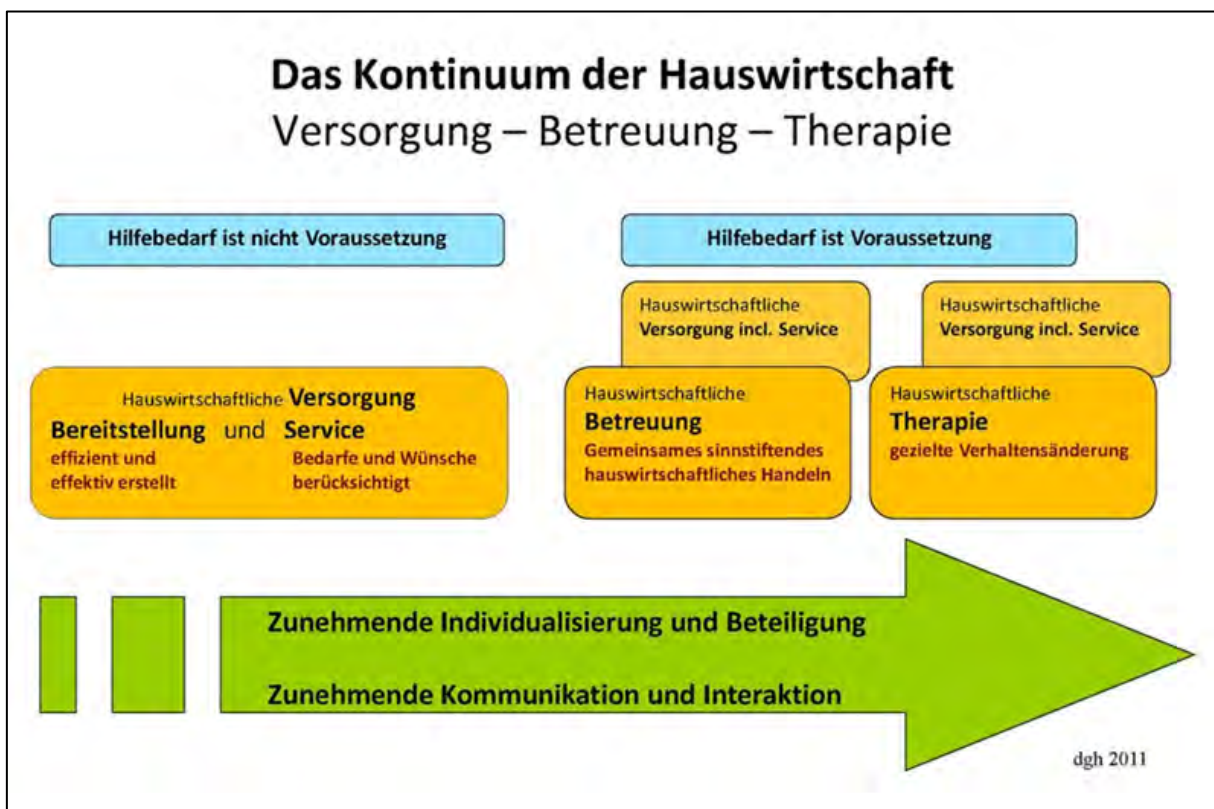 Das Kontinuum der Hauswirtschaft
Versorgung – Betreuung – Therapie
Hilfebedarf ist nicht Voraussetzung
Hilfebedarf ist Voraussetzung
Hauswirtschaftliche
Versorgung incl. Service
Hauswirtschaftliche
Versorgung incl. Service
Hauswirtschaftliche Versorgung
Bereitstellung und Service
effizient und
effektiv erstellt
Bedarfe und Wünsche
berücksichtigt
Hauswirtschaftliche
Betreuung
Gemeinsames sinnstiftendes
hauswirtschaftliches Handeln
Hauswirtschaftliche
Therapie
gezielte Verhaltensänderung
Zunehmende Individualisierung und Beteiligung
Zunehmende Kommunikation und Interaktion
dgh 2011